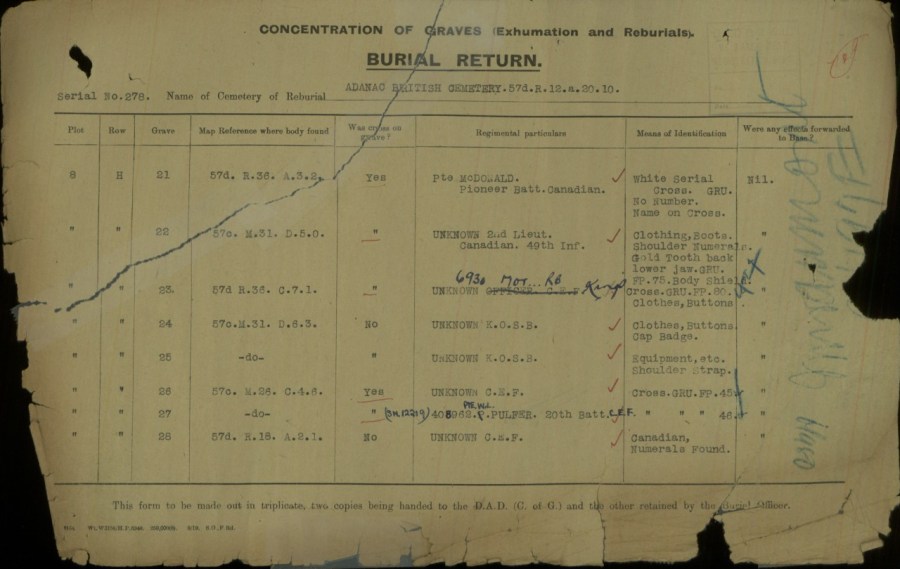 CONCENTRATION OF GRAVES (Exhumation and Reburials).
BURIAL RETURN.
Serial No. 278. Name of Cemetery of Reburial ADANAC BRITISH CEMETERY. 57d. R. 12. a. 20. 10.
Plot Row Grave Map Reference where body found Was cross on grave? Regimental particulars Means of Identification Were any effects forwarded to Base?
8 H 21 57d. R.36. A.3.2. Yes Pte McDONALD. White Serial Nil.
Pioneer Batt. Canadian. Cross. GRU.
No Number.
Name on Cross.
" " 22 57c. M.31. D.5.0. " UNKNOWN 2nd Lieut. Clothing, Boots. "
Canadian. 49th Inf. Shoulder Numerals.
Gold Tooth back
lower jaw. GRU.
FP. 75. Body Shield
" " 23. 57d R.36. C.7.1. " UNKNOWN OFFICER C.E.F. Cross. GRU. FP. 80. "
Clothes, Buttons.
" " 24 57c. M.31. D.6.3. No UNKNOWN K.O.S.B. Clothes, Buttons. "
Cap Badge.
" " 25 -do- " UNKNOWN K.O.S.B. Equipment, etc. "
Shoulder Strap.
" " 26 57c. M.26. C.4.6. Yes UNKNOWN C.E.F. Cross. GRU. FP. 45. "
PTE. W.L.
" " 27 -do- " PULFER. 20th Batt. C.E.F. " " " 46. "
" " 28 57d. R.18. A.2.1. No UNKNOWN C.E.F. Canadian, "
Numerals Found.
This form to be made out in triplicate, two copies being handed to the D.A.D. (C. of G.) and the other retained by the Officer.